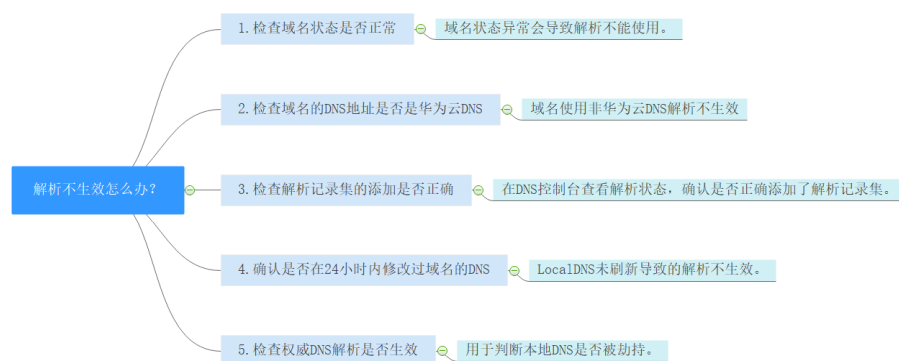 1.检查域名状态是否正常
域名状态异常会导致解析不能使用。
2.检查域名的DNS地址是否是华为云DNS
域名使用非华为云DNS解析不生效
解析不生效怎么办？
3.检查解析记录集的添加是否正确
在DNS控制台查看解析状态，确认是否正确添加了解析记录集。
4.确认是否在24小时内修改过域名的DNS
LocalDNS未刷新导致的解析不生效。
5.检查权威DNS解析是否生效
用于判断本地DNS是否被劫持。